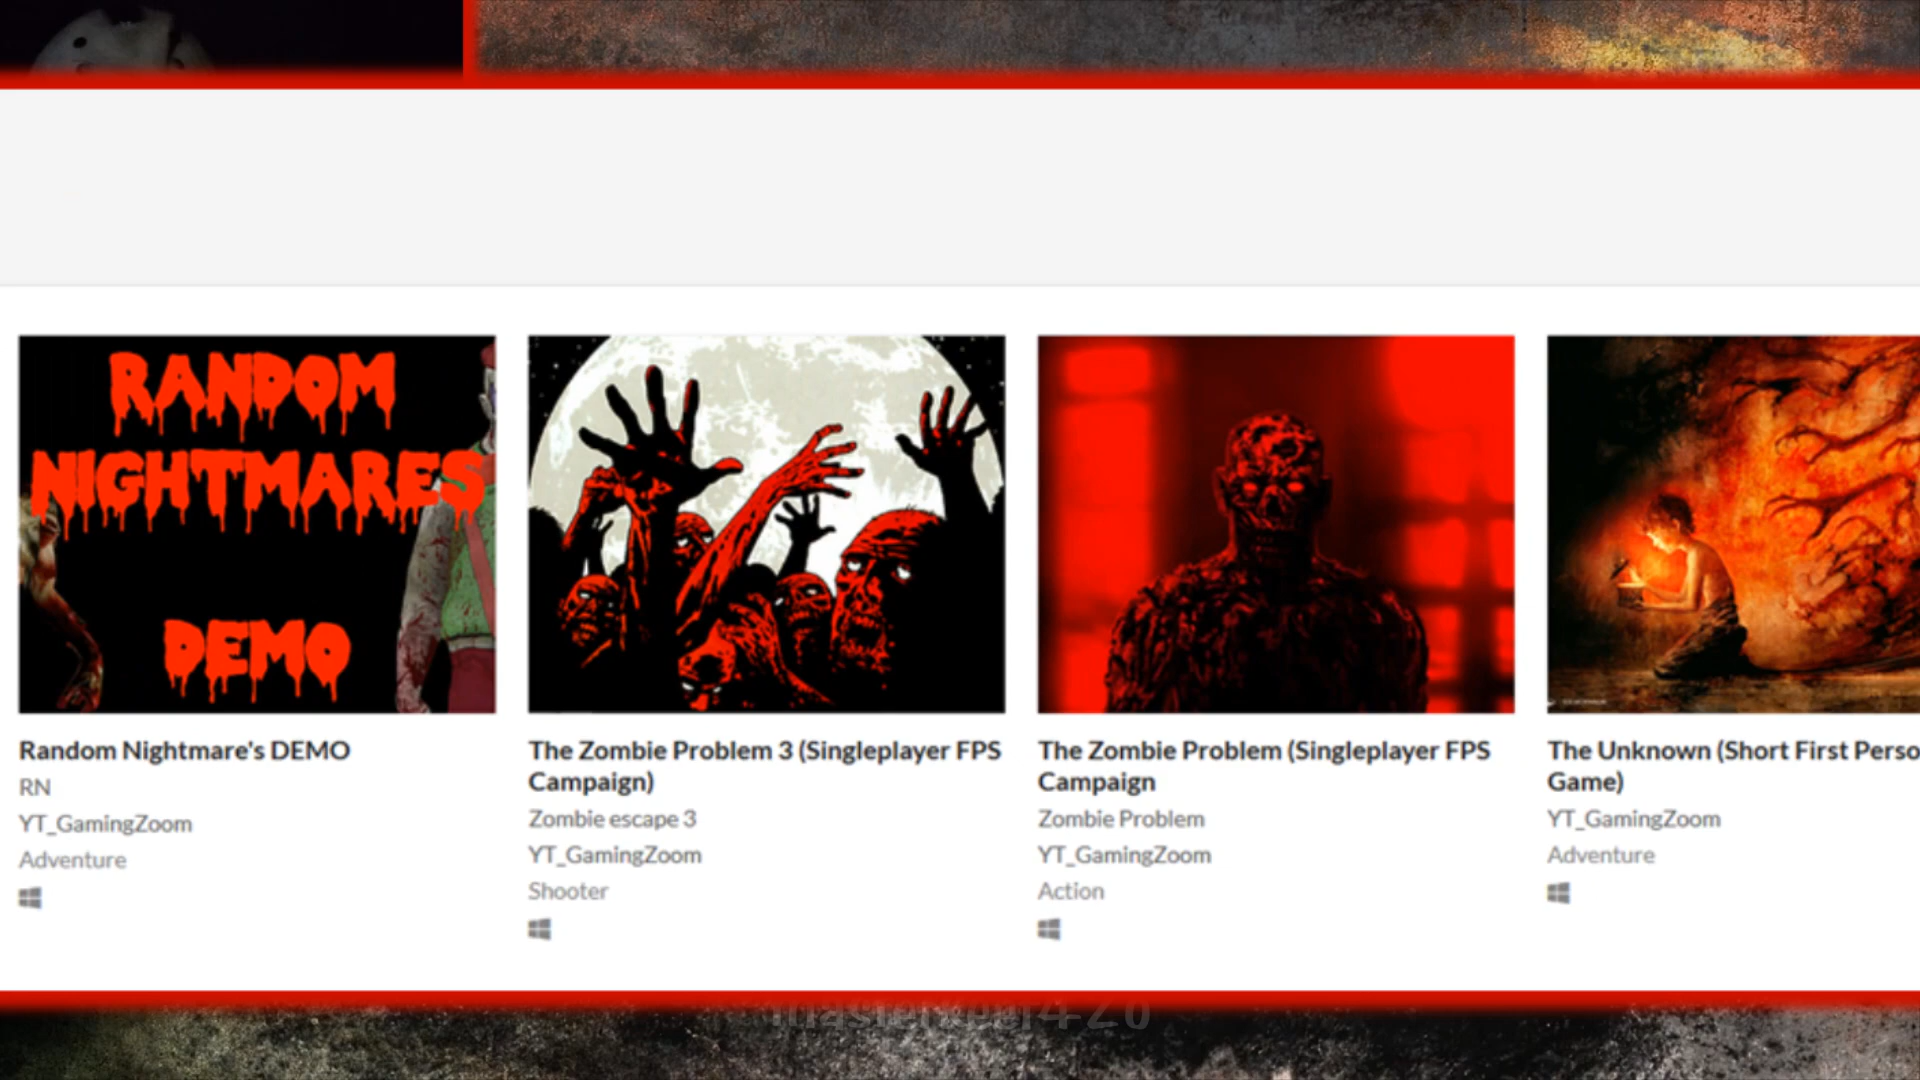 RANDOM
NIGHTMARES
DEMO
Random Nightmare's DEMO
RN
YT_GamingZoom
Adventure
The Zombie Problem 3 (Singleplayer FPS
Campaign)
Zombie escape 3
YT_GamingZoom
Shooter
The Zombie Problem (Singleplayer FPS
Campaign
Zombie Problem
YT_GamingZoom
Action
The Unknown (Short First Perso
Game)
YT_GamingZoom
Adventure